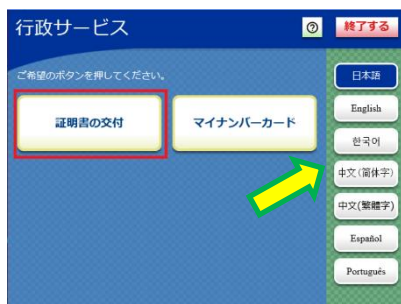 行政サービス
?
終了する
ご希望のボタンを押してください。
証明書の交付
マイナンバーカード
日本語
English
한국어
中文(简体字)
中文(繁體字)
Español
Português